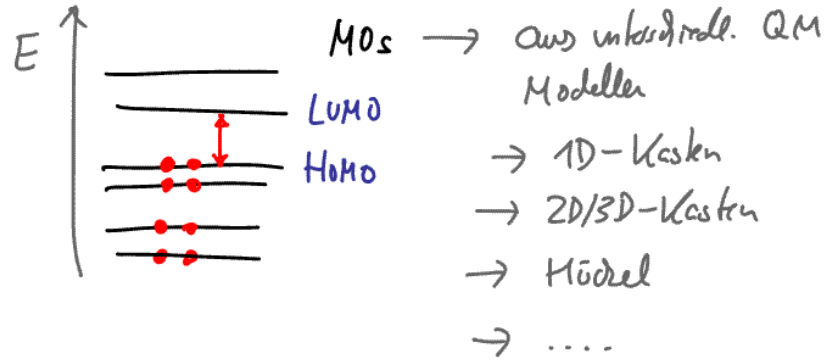 E
MOs → aus unterschiedl. QM
Modellen
LUMO
HOMO
→ 1D-Kasten
→ 2D/3D-Kasten
→ Hückel
→ ....